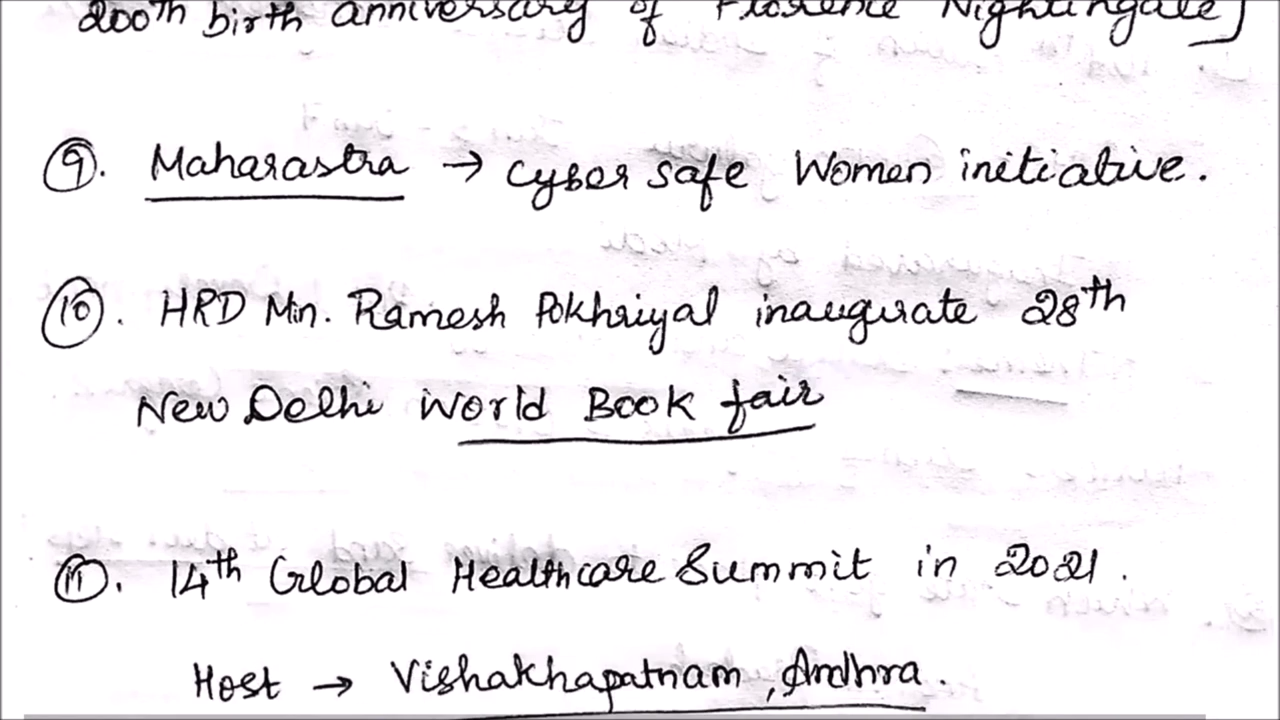 200th birth anniversary of Florence Nightingale]
9. Maharastra → Cyber safe Women initiative.
10. HRD Min. Ramesh Pokhriyal inaugurate 28th
New Delhi World Book fair
11. 14th Global Healthcare Summit in 2021.
Host → Vishakhapatnam, Andhra.